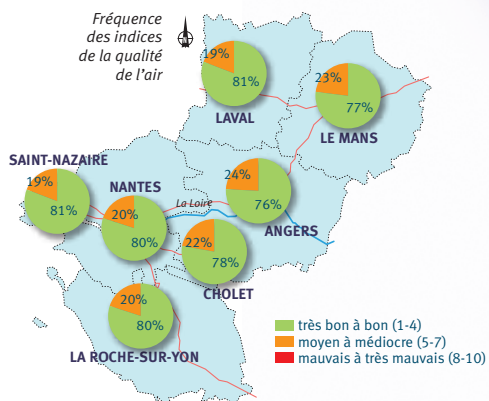 Fréquence
des indices
de la qualité
de l'air
19%
81%
LAVAL
23%
77%
LE MANS
SAINT-NAZAIRE
19%
81%
NANTES
20%
80%
La Loire
24%
76%
ANGERS
22%
78%
CHOLET
20%
80%
LA ROCHE-SUR-YON
très bon à bon (1-4)
moyen à médiocre (5-7)
mauvais à très mauvais (8-10)